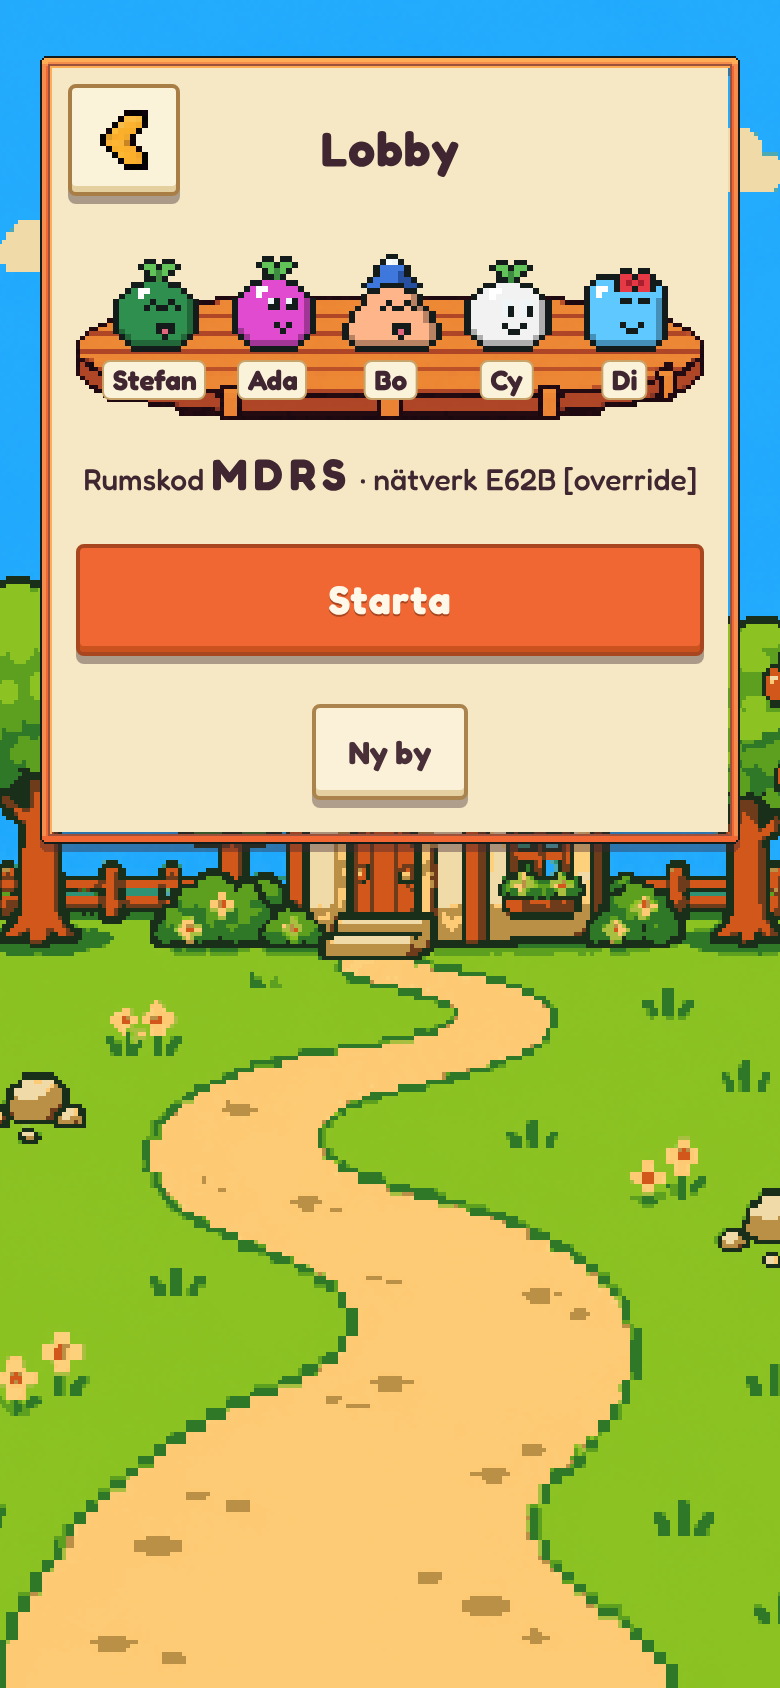 Lobby
Stefan Ada Bo Cy Di
Rumskod MDRS · nätverk E62B [override]
Starta
Ny by